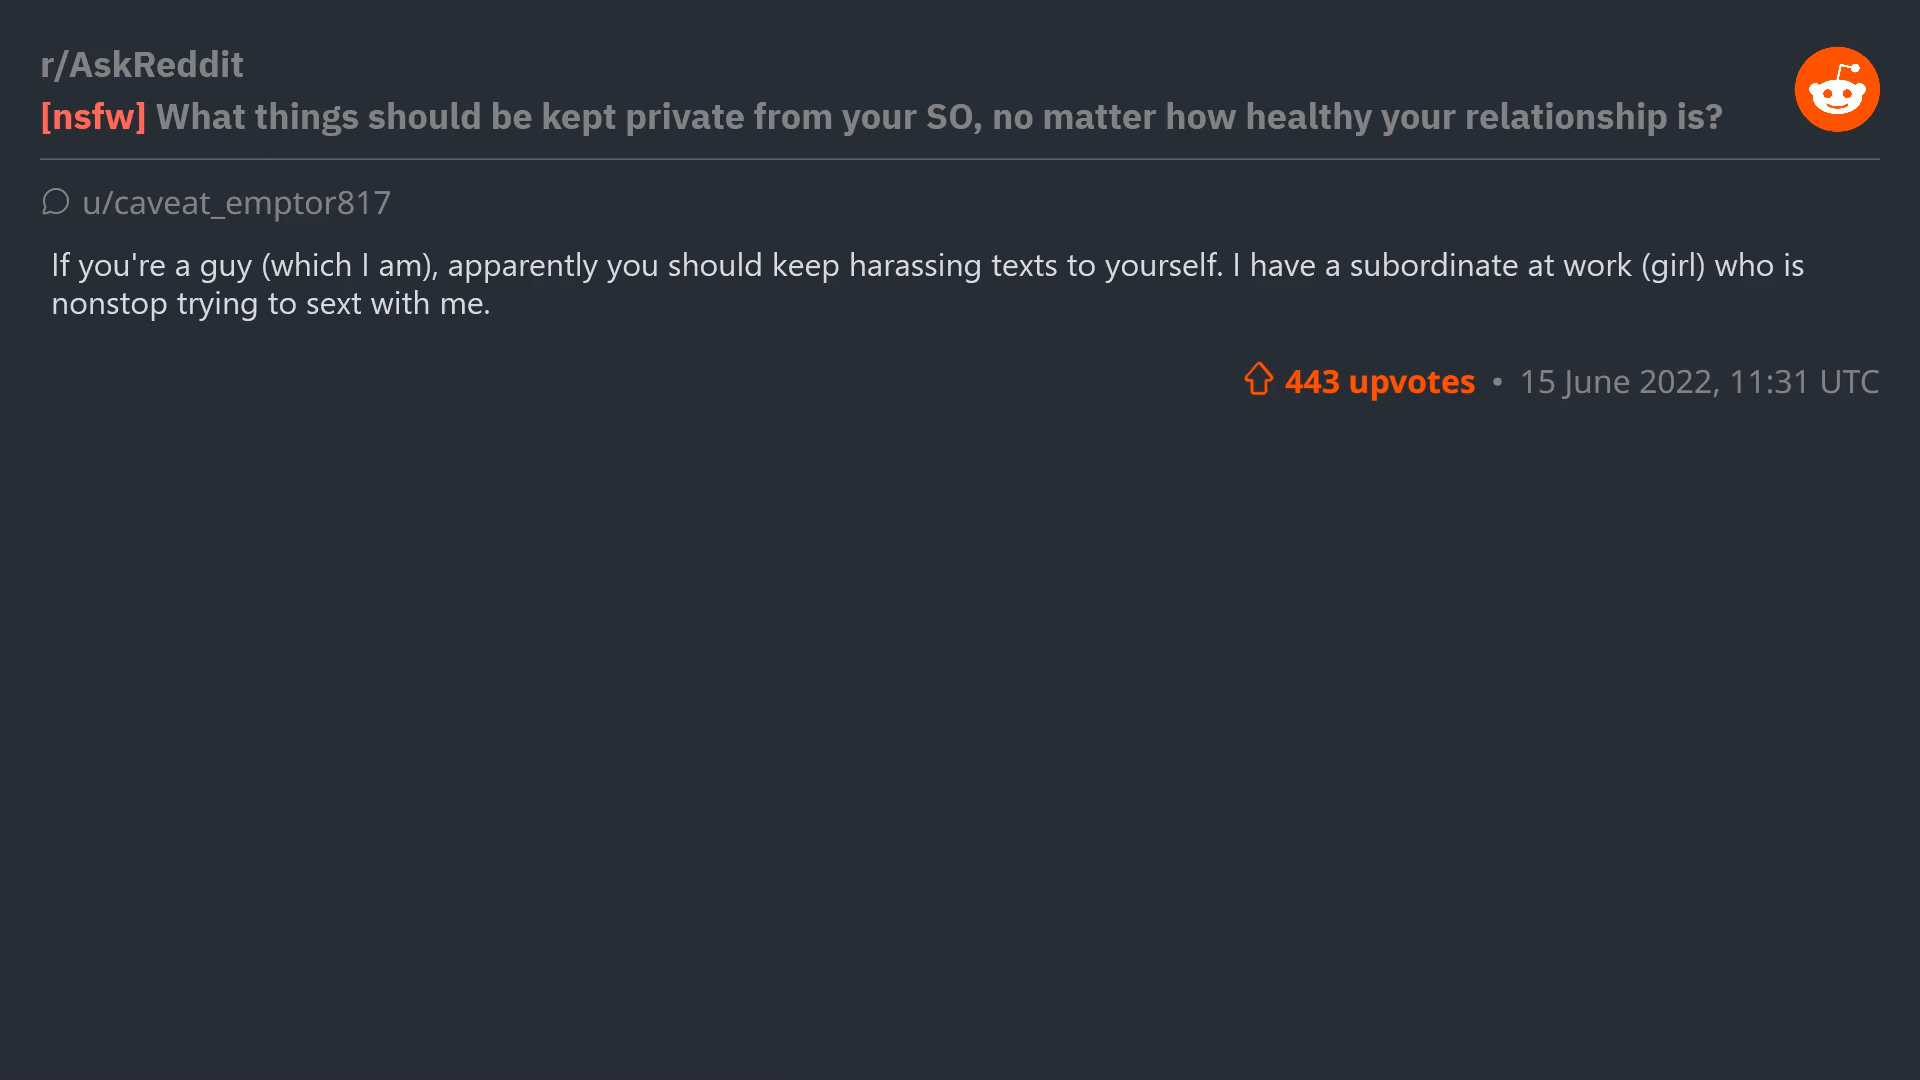 r/AskReddit
[nsfw] What things should be kept private from your SO, no matter how healthy your relationship is?
u/caveat_emptor817
If you're a guy (which I am), apparently you should keep harassing texts to yourself. I have a subordinate at work (girl) who is
nonstop trying to sext with me.
443 upvotes • 15 June 2022, 11:31 UTC